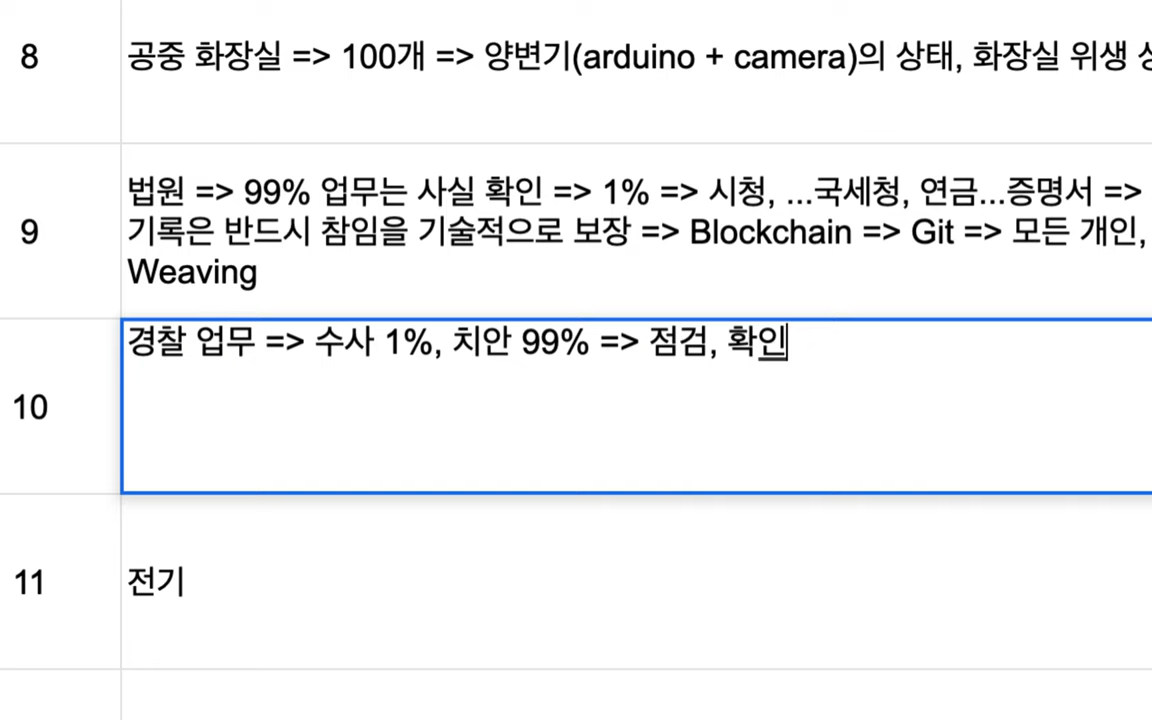 8
공중 화장실 => 100개 => 양변기(arduino + camera)의 상태, 화장실 위생
9
법원 => 99% 업무는 사실 확인 => 1% => 시청, ...국세청, 연금...증명서 =>
기록은 반드시 참임을 기술적으로 보장 => Blockchain => Git => 모든 개인,
Weaving
10
경찰 업무 => 수사 1%, 치안 99% => 점검, 확인
11
전기